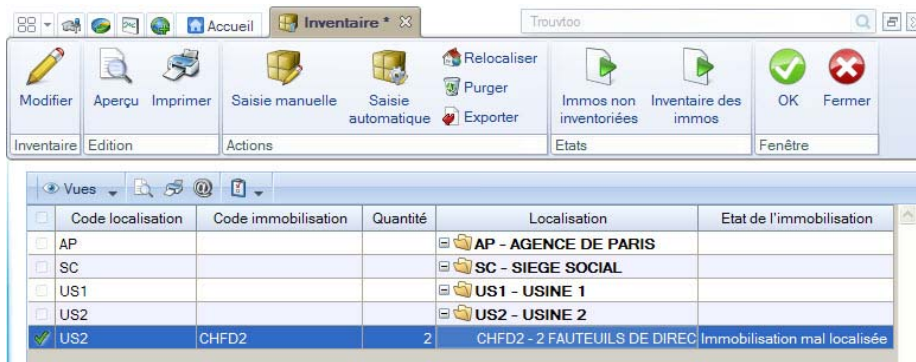 Accueil Inventaire * Trouvtoo
Modifier Aperçu Imprimer Saisie manuelle Saisie automatique Relocaliser Immos non inventoriées Inventaire des immos OK Fermer
Purger
Exporter
Inventaire Edition Actions Etats Fenêtre
Vues
Code localisation Code immobilisation Quantité Localisation Etat de l'immobilisation
AP AP - AGENCE DE PARIS
SC SC - SIEGE SOCIAL
US1 US1 - USINE 1
US2 US2 - USINE 2
US2 CHFD2 2 CHFD2 - 2 FAUTEUILS DE DIREC Immobilisation mal localisée